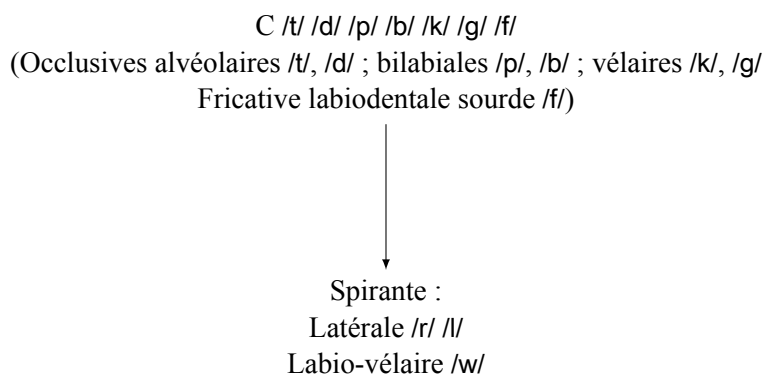 C /t/ /d/ /p/ /b/ /k/ /g/ /f/
(Occlusives alvéolaires /t/, /d/ ; bilabiales /p/, /b/ ; vélaires /k/, /g/
Fricative labiodentale sourde /f/)
Spirante :
Latérale /r/ /l/
Labio-vélaire /w/